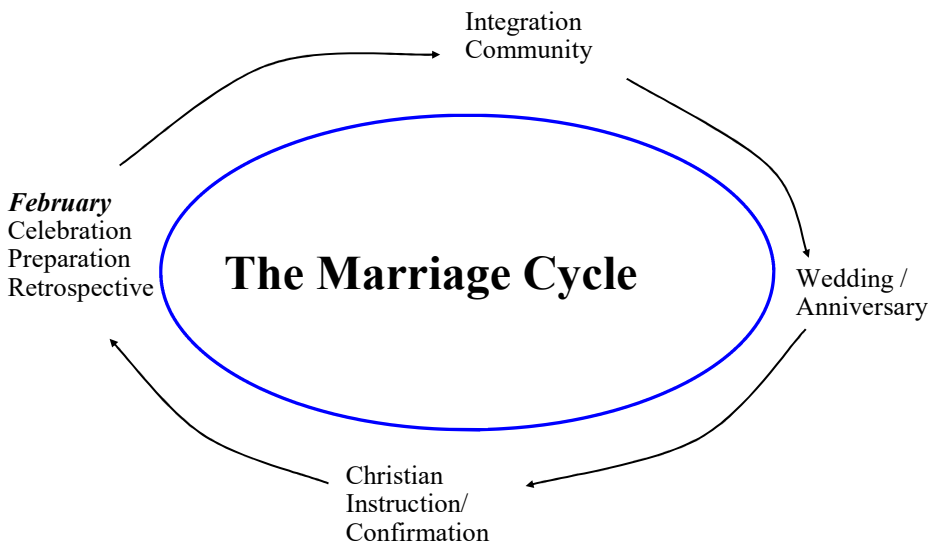 Integration
Community
February
Celebration
Preparation
Retrospective
The Marriage Cycle
Wedding /
Anniversary
Christian
Instruction/
Confirmation